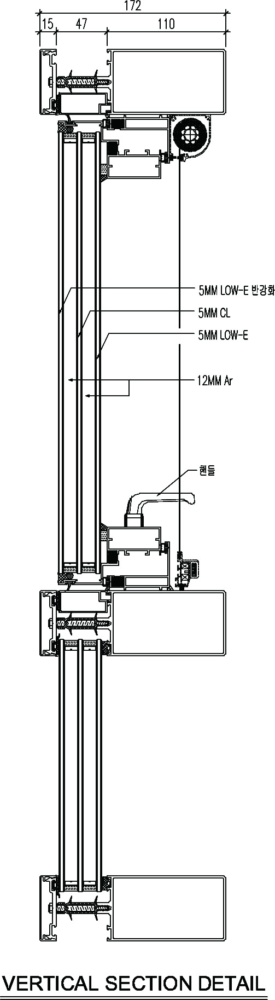 172
15 47 110
5MM LOW-E 반강화
5MM CL
5MM LOW-E
12MM Ar
핸들
VERTICAL SECTION DETAIL